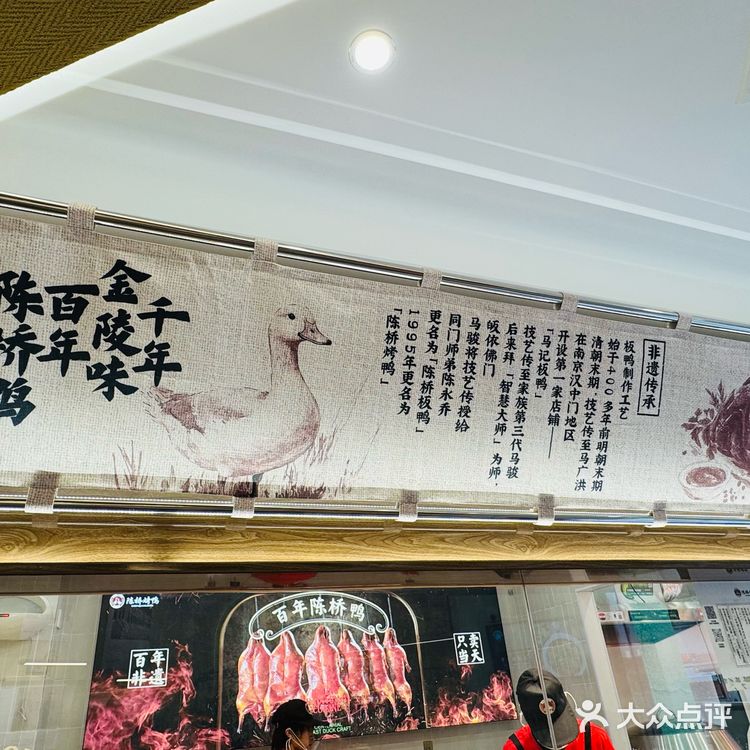 千年
金陵味
百年
陈桥鸭
非遗传承
板鸭制作工艺
始于400多年前明朝末期
清朝末期,技艺传至马广洪
在南京汉中门地区
开设第一家店铺——
「马记板鸭」
技艺传至家族第三代马骏
后来拜「智慧大师」为师,
皈依佛门
马骏将技艺传授给
同门师弟陈永乔
更名为「陈桥板鸭」
1995年更名为
「陈桥烤鸭」
陈桥烤鸭
百年陈桥鸭
百年
非遗
只卖
当天
AST DUCK CRAFT
大众点评